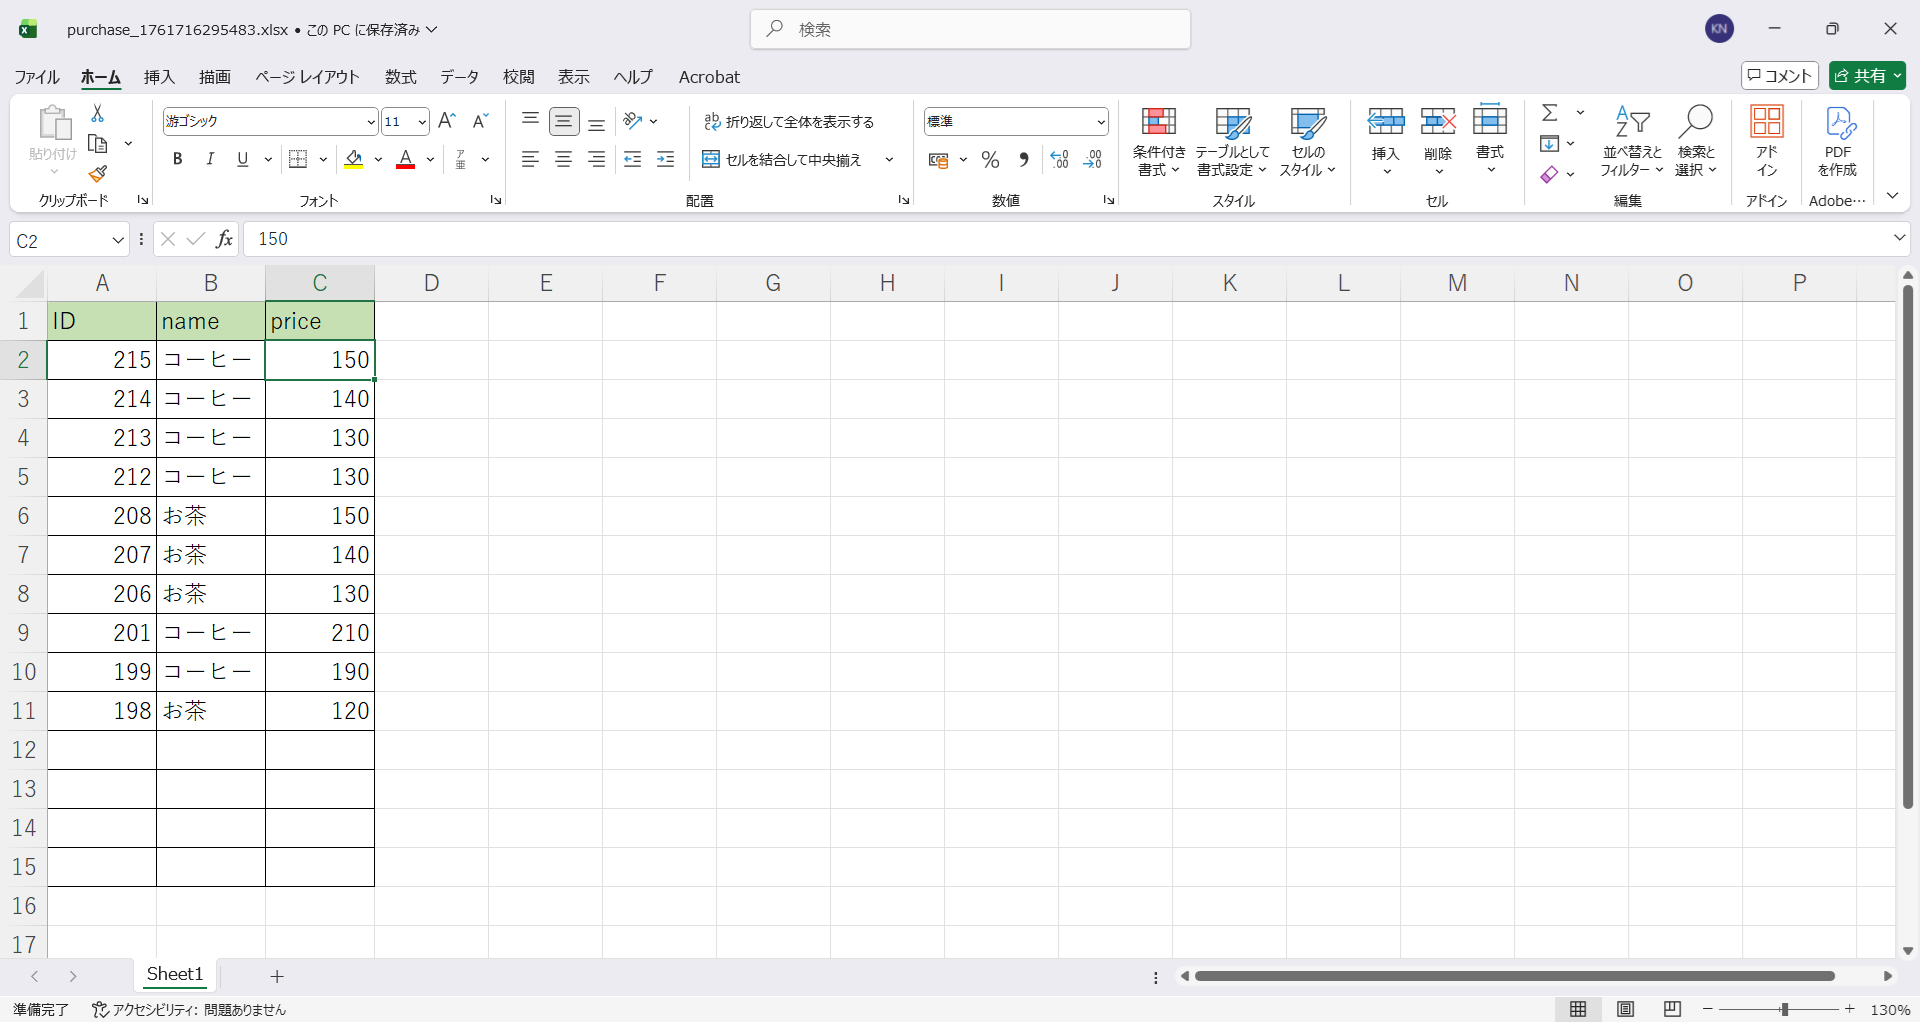 purchase_1761716295483.xlsx • この PC に保存済み
検索
KN
ファイル ホーム 挿入 描画 ページ レイアウト 数式 データ 校閲 表示 ヘルプ Acrobat
コメント 共有
貼り付け
クリップボード
游ゴシック 11
B I U A ア亜
フォント
折り返して全体を表示する
セルを結合して中央揃え
配置
標準
% 
数値
条件付き書式 テーブルとして書式設定 セルのスタイル
スタイル
挿入 削除 書式
セル
並べ替えとフィルター 検索と選択
編集
アドイン
アドイン
PDF を作成
Adobe…
C2 fx 150
A B C D E F G H I J K L M N O P
1 ID name price
2 215 コーヒー 150
3 214 コーヒー 140
4 213 コーヒー 130
5 212 コーヒー 130
6 208 お茶 150
7 207 お茶 140
8 206 お茶 130
9 201 コーヒー 210
10 199 コーヒー 190
11 198 お茶 120
12
13
14
15
16
17
Sheet1
準備完了 アクセシビリティ: 問題ありません 130%